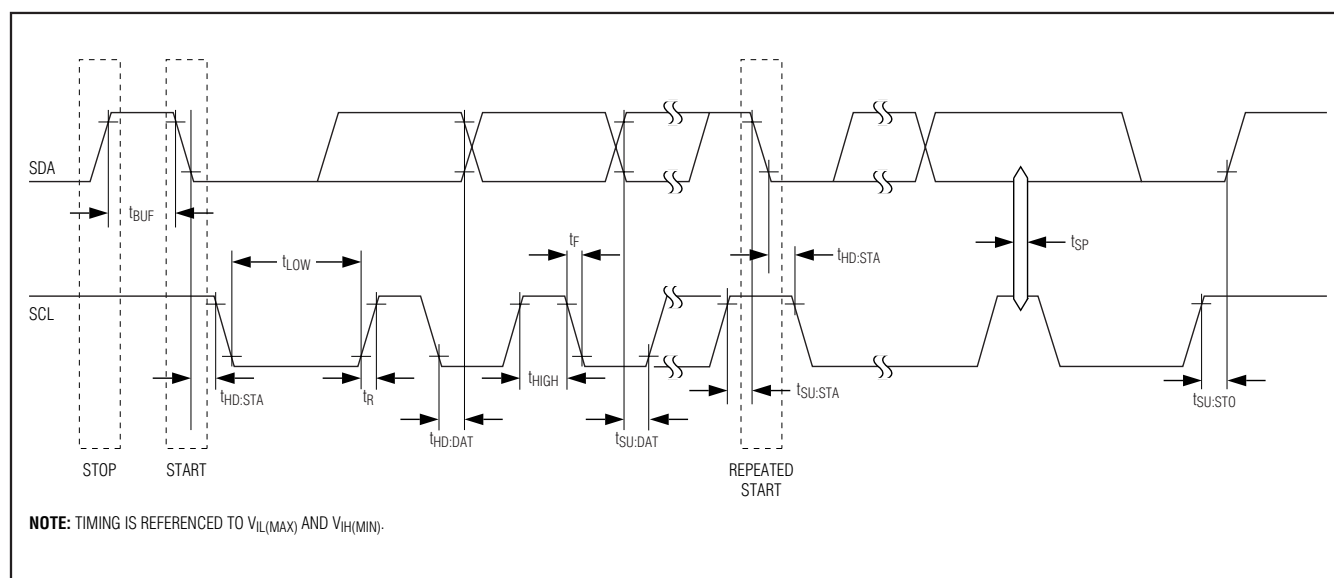 SDA
tBUF
tF
tSP
tLOW
tHD:STA
SCL
tHD:STA
tR
tHIGH
tSU:STA
tSU:STO
tHD:DAT
tSU:DAT
STOP
START
REPEATED
START
NOTE: TIMING IS REFERENCED TO VIL(MAX) AND VIH(MIN).